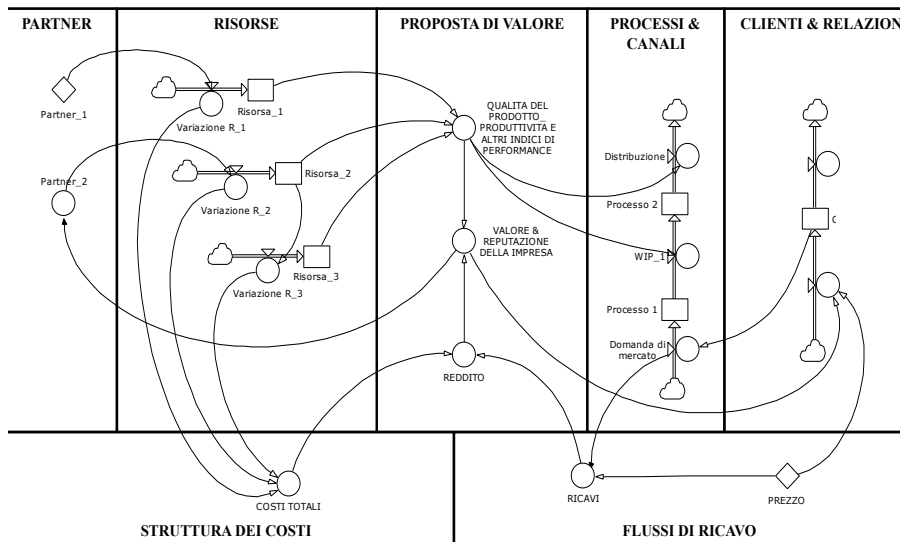 PARTNER
RISORSE
PROPOSTA DI VALORE
PROCESSI &
CANALI
CLIENTI & RELAZION
Partner_1
Partner_2
Risorsa_1
Variazione R_1
Risorsa_2
Variazione R_2
Risorsa_3
Variazione R_3
QUALITA DEL
PRODOTTO_
PRODUTTIVITA E
ALTRI INDICI DI
PERFORMANCE
VALORE &
REPUTAZIONE
DELLA IMPRESA
REDDITO
Distribuzione
Processo 2
WIP_1
Processo 1
Domanda di
mercato
C
COSTI TOTALI
RICAVI
PREZZO
STRUTTURA DEI COSTI
FLUSSI DI RICAVO